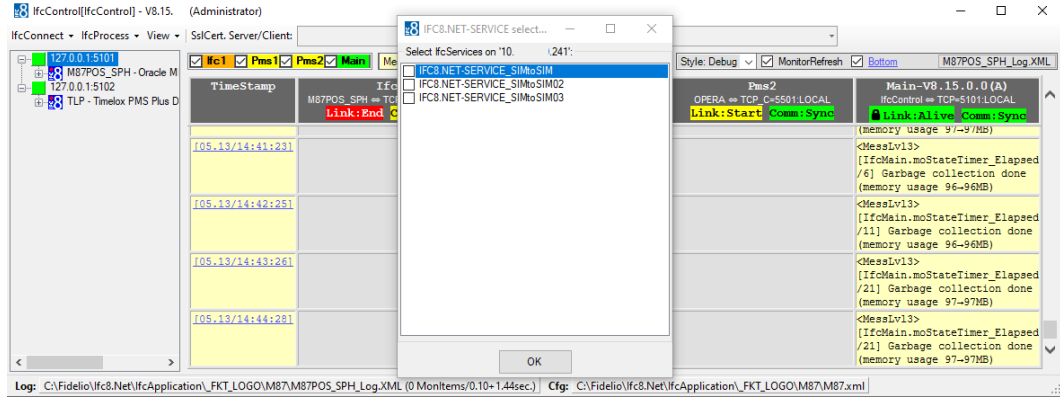 IfcControl[IfcControl] - V8.15. (Administrator)
IfcConnect IfcProcess View SslCert. Server/Client:
127.0.0.1:5101
M87POS_SPH - Oracle M
127.0.0.1:5102
TLP - Timelox PMS Plus D
Ifc1 Pms1 Pms2 Main Me
Style: Debug MonitorRefresh Bottom M87POS_SPH_Log.XML
IFC8.NET-SERVICE select...
Select IfcServices on '10. .241':
IFC8.NET-SERVICE_SIMtoSIM
IFC8.NET-SERVICE_SIMtoSIM02
IFC8.NET-SERVICE_SIMtoSIM03
OK
TimeStamp
Ifc
M87POS_SPH ⇔ TCI
Link:End C
Pms2
OPERA ⇔ TCP_C=5501:LOCAL
Link:Start Comm:Sync
Main-V8.15.0.0(A)
IfcControl ⇔ TCP=5101:LOCAL
Link:Alive Comm:Sync
(memory usage 97→97MB)
[05.13/14:41:23]
<MessLvl3>
[IfcMain.moStateTimer_Elapsed
/6] Garbage collection done
(memory usage 96→96MB)
[05.13/14:42:25]
<MessLvl3>
[IfcMain.moStateTimer_Elapsed
/11] Garbage collection done
(memory usage 96→96MB)
[05.13/14:43:26]
<MessLvl3>
[IfcMain.moStateTimer_Elapsed
/21] Garbage collection done
(memory usage 97→97MB)
[05.13/14:44:28]
<MessLvl3>
[IfcMain.moStateTimer_Elapsed
/21] Garbage collection done
(memory usage 97→97MB)
Log: C:\Fidelio\Ifc8.Net\IfcApplication\_FKT_LOGO\M87\M87POS_SPH_Log.XML (0 MonItems/0.10+1.44sec.) Cfg: C:\Fidelio\Ifc8.Net\IfcApplication\_FKT_LOGO\M87\M87.xml